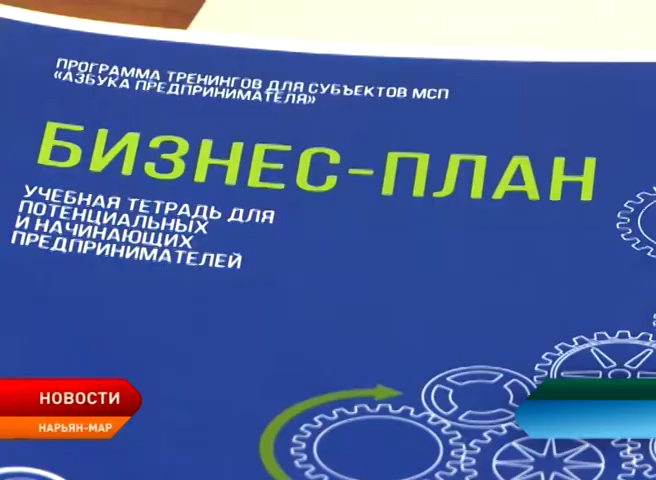 ПРОГРАММА ТРЕНИНГОВ ДЛЯ СУБЪЕКТОВ МСП
«АЗБУКА ПРЕДПРИНИМАТЕЛЯ»
БИЗНЕС-ПЛАН
УЧЕБНАЯ ТЕТРАДЬ ДЛЯ
ПОТЕНЦИАЛЬНЫХ
И НАЧИНАЮЩИХ
ПРЕДПРИНИМАТЕЛЕЙ
НОВОСТИ
НАРЬЯН-МАР